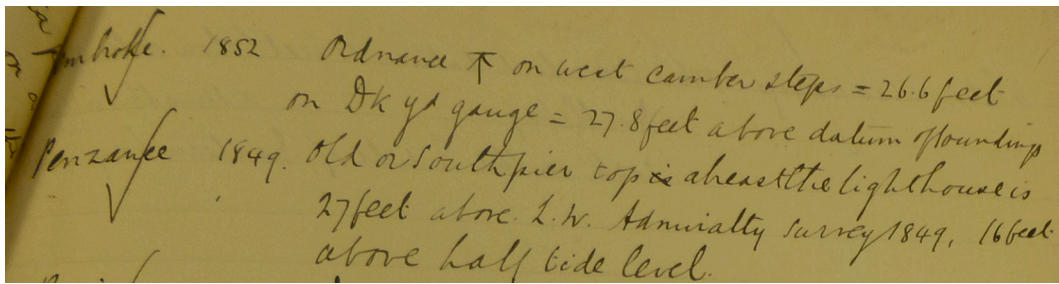 Pembroke. 1852 Ordnance ↑ on west camber steps = 26.6 feet
on Dk yd gauge = 27.8 feet above datum of soundings
Penzance 1849. Old or South pier top is abreast the lighthouse is
27 feet above L.W. Admiralty Survey 1849, 16 feet
above half tide level.